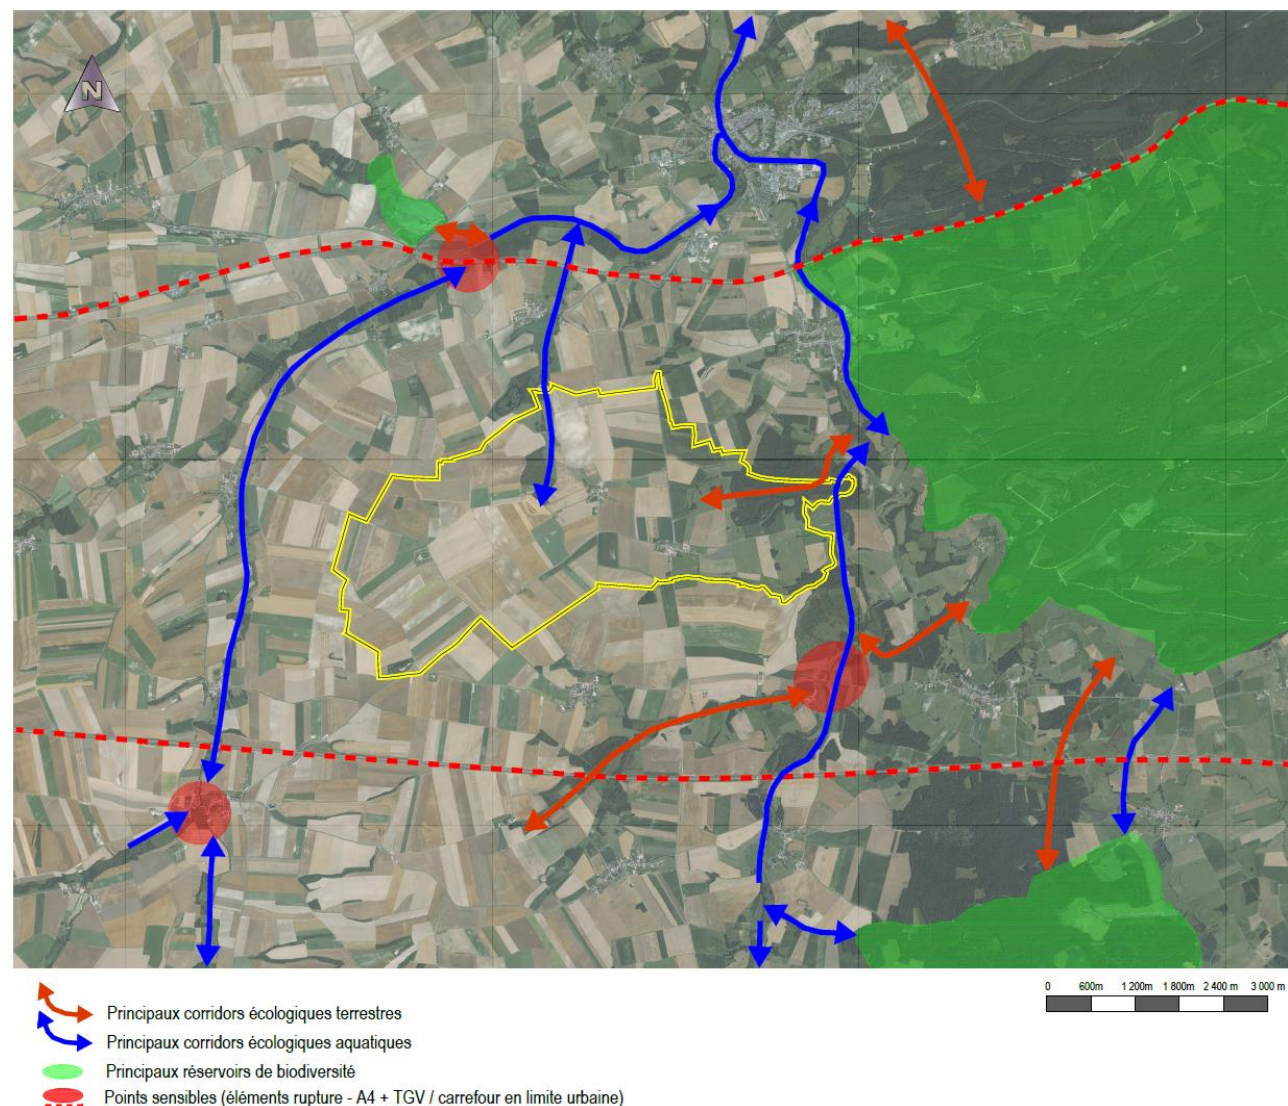 N
Principaux corridors écologiques terrestres
Principaux corridors écologiques aquatiques
Principaux réservoirs de biodiversité
Points sensibles (éléments rupture - A4 + TGV / carrefour en limite urbaine)
0 600m 1 200m 1 800m 2 400 m 3 000 m